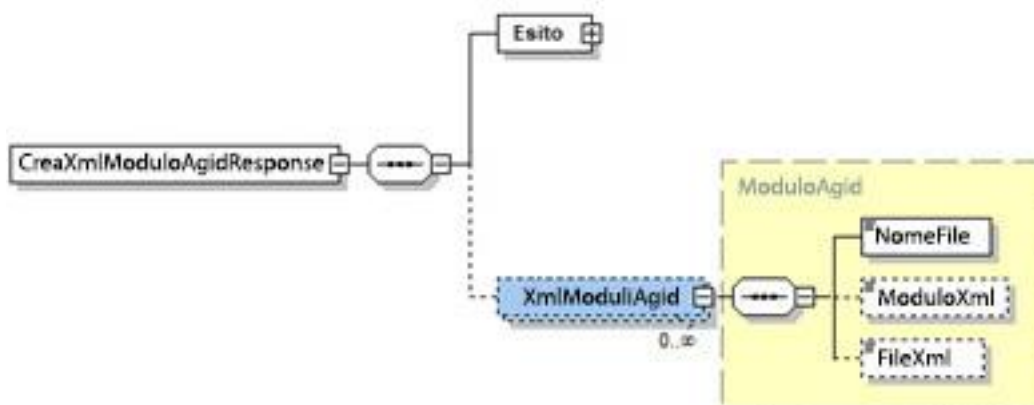 Esito
CreaXmlModuloAgidResponse
ModuloAgid
NomeFile
XmlModuliAgid
ModuloXml
0..∞
FileXml